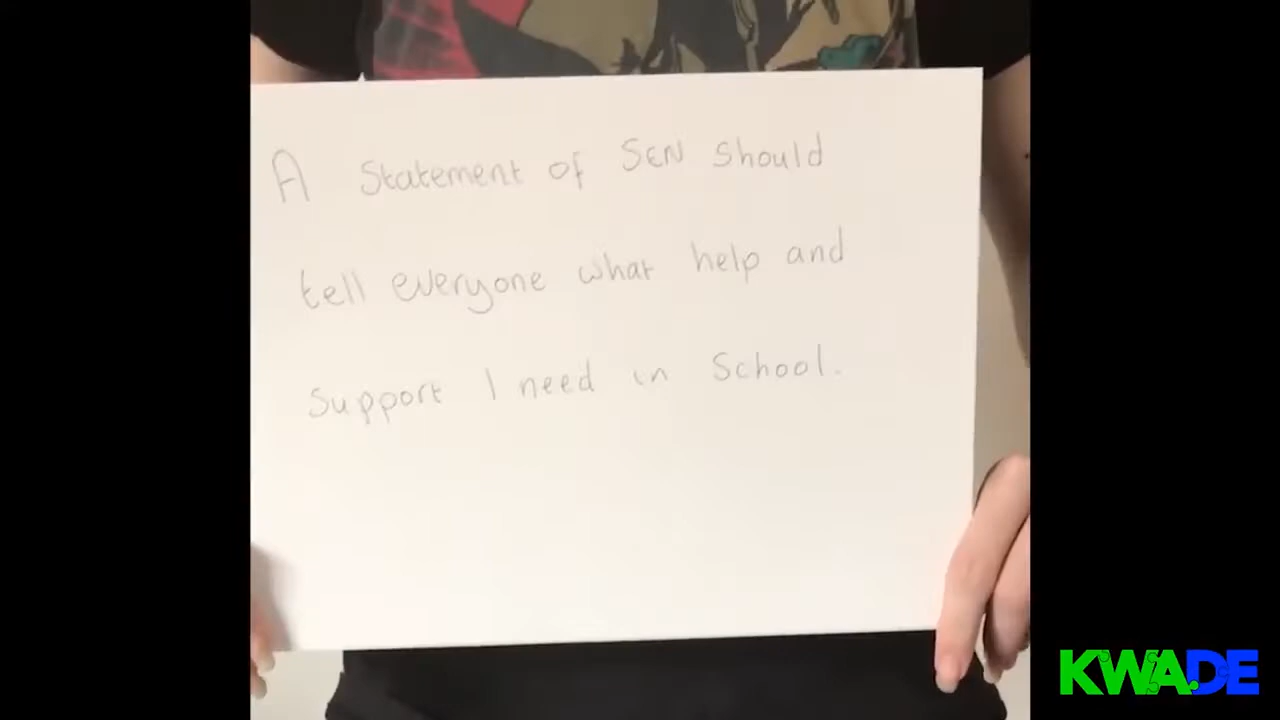 A Statement of SEN should
tell everyone what help and
support I need in School.
KWADE